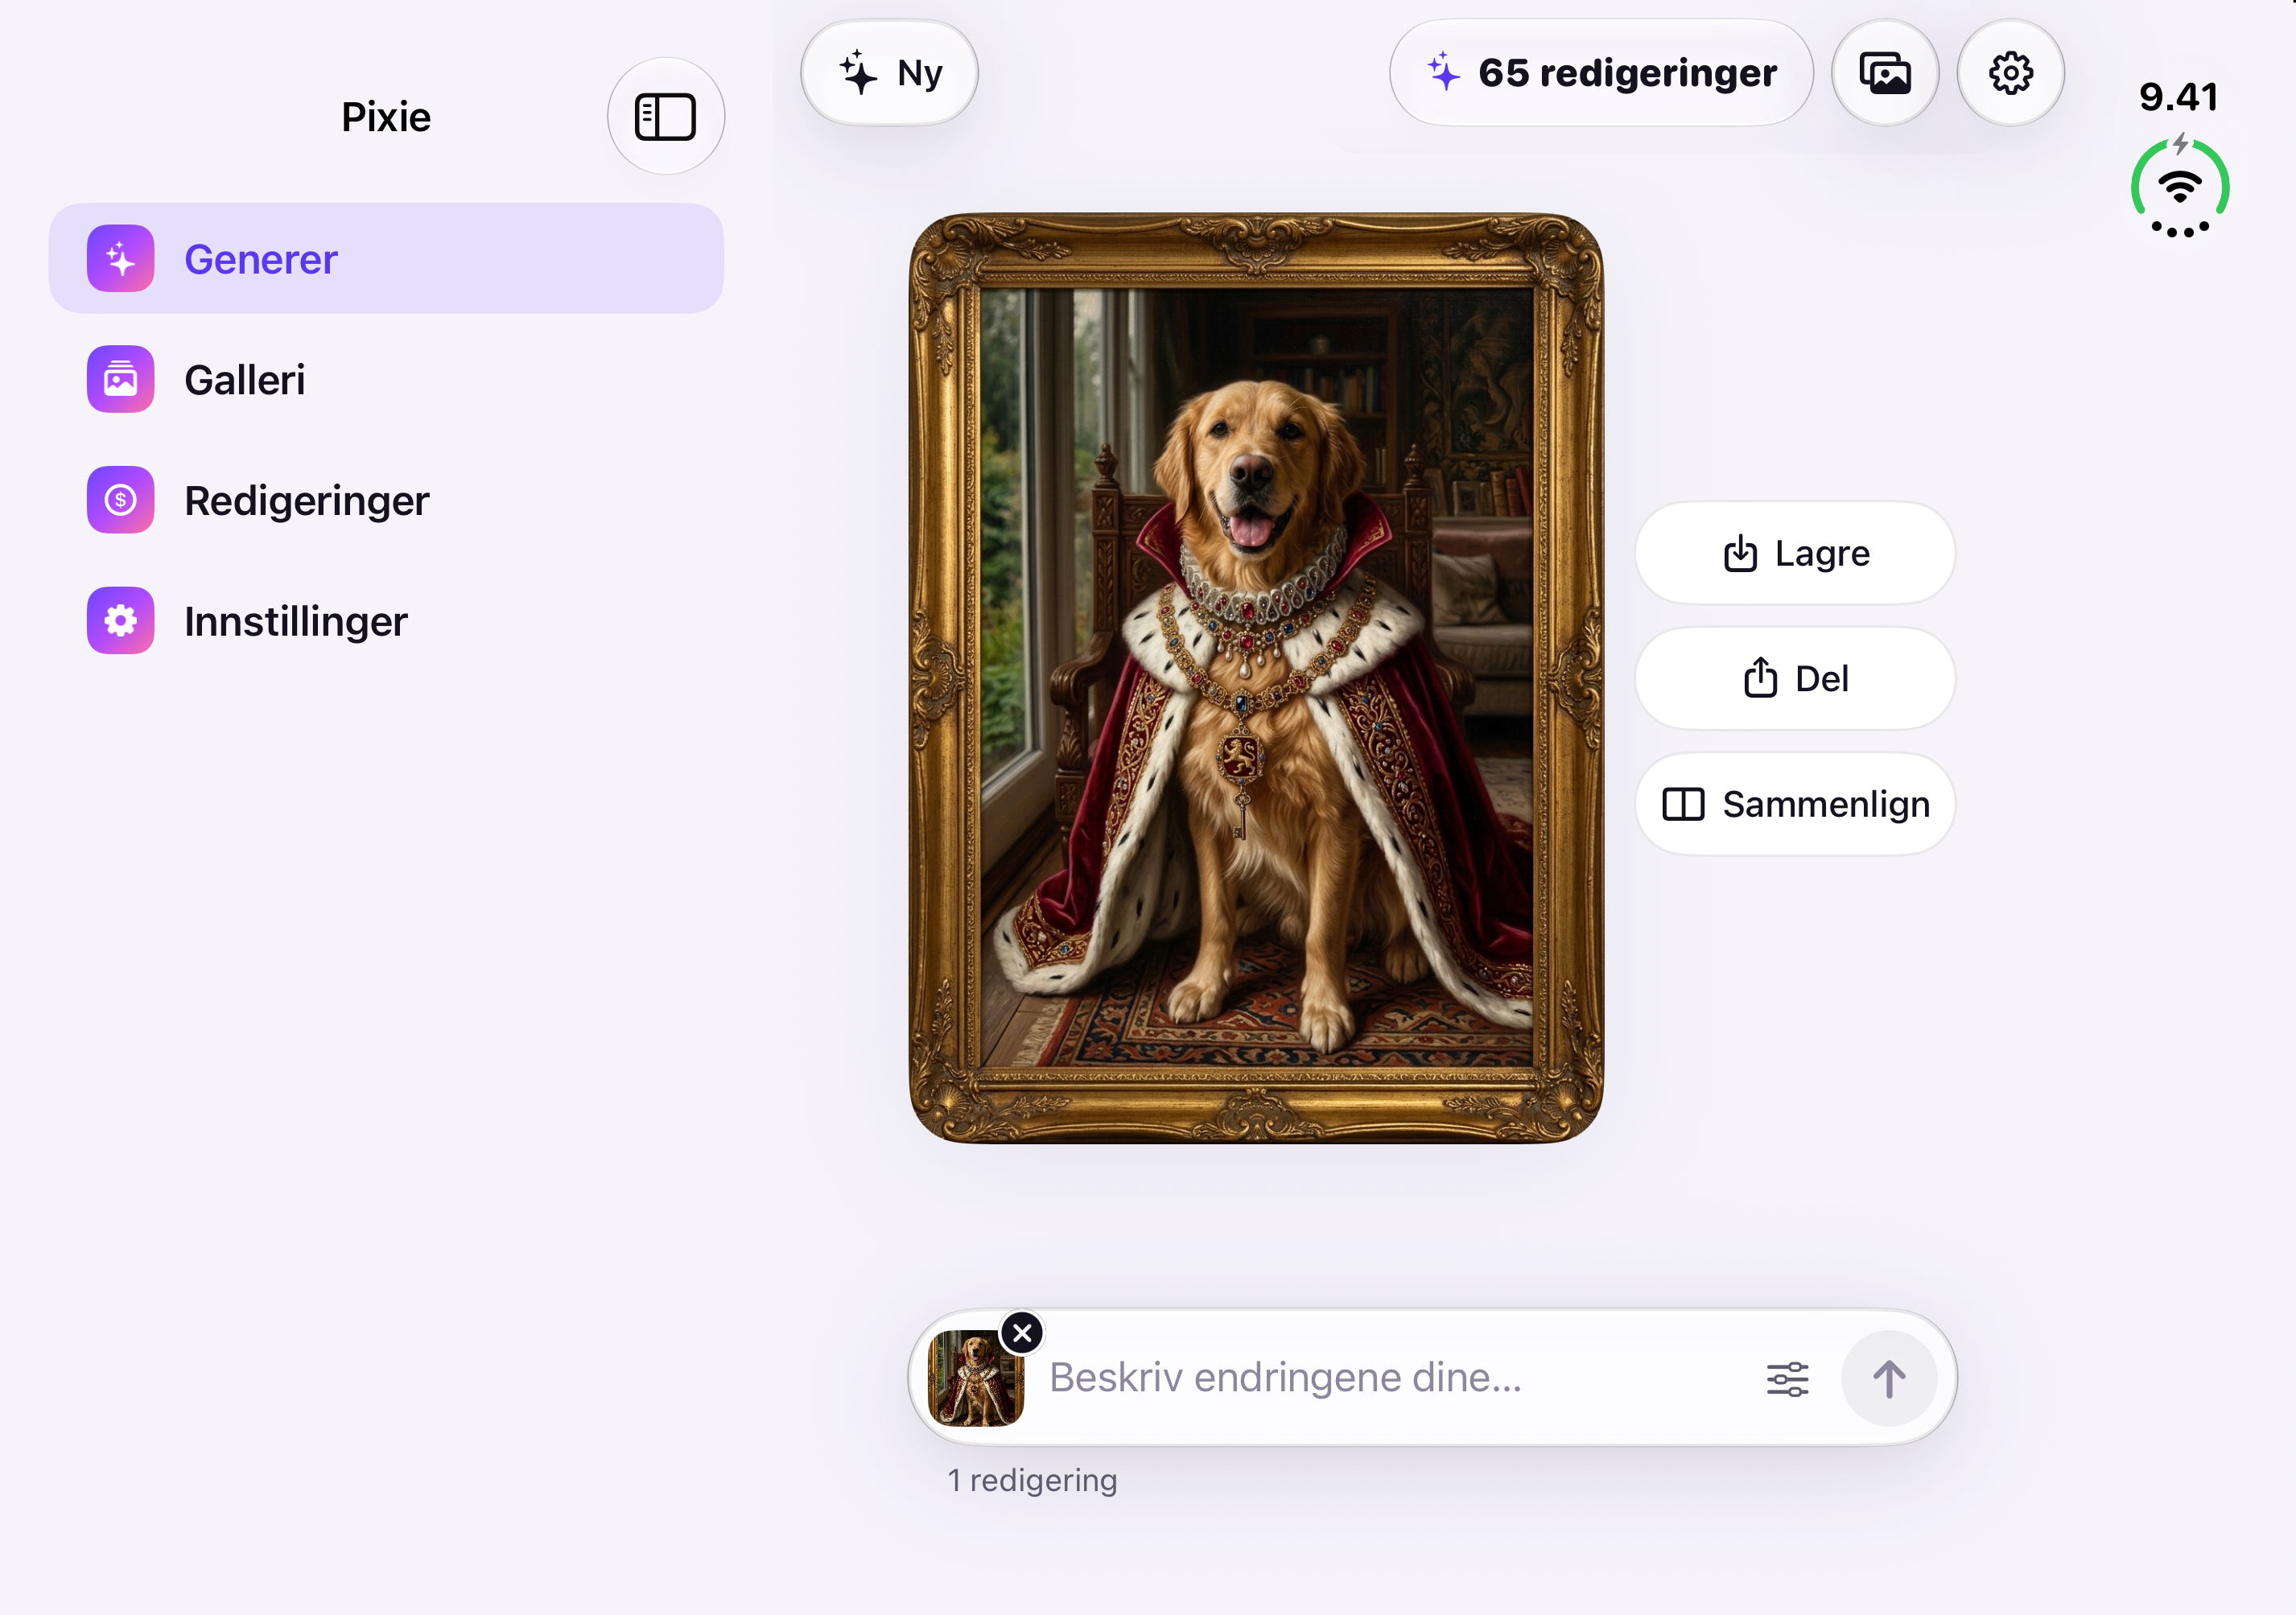 Pixie
Generer
Galleri
Redigeringer
Innstillinger
Ny
65 redigeringer
9.41
Lagre
Del
Sammenlign
Beskriv endringene dine...
1 redigering